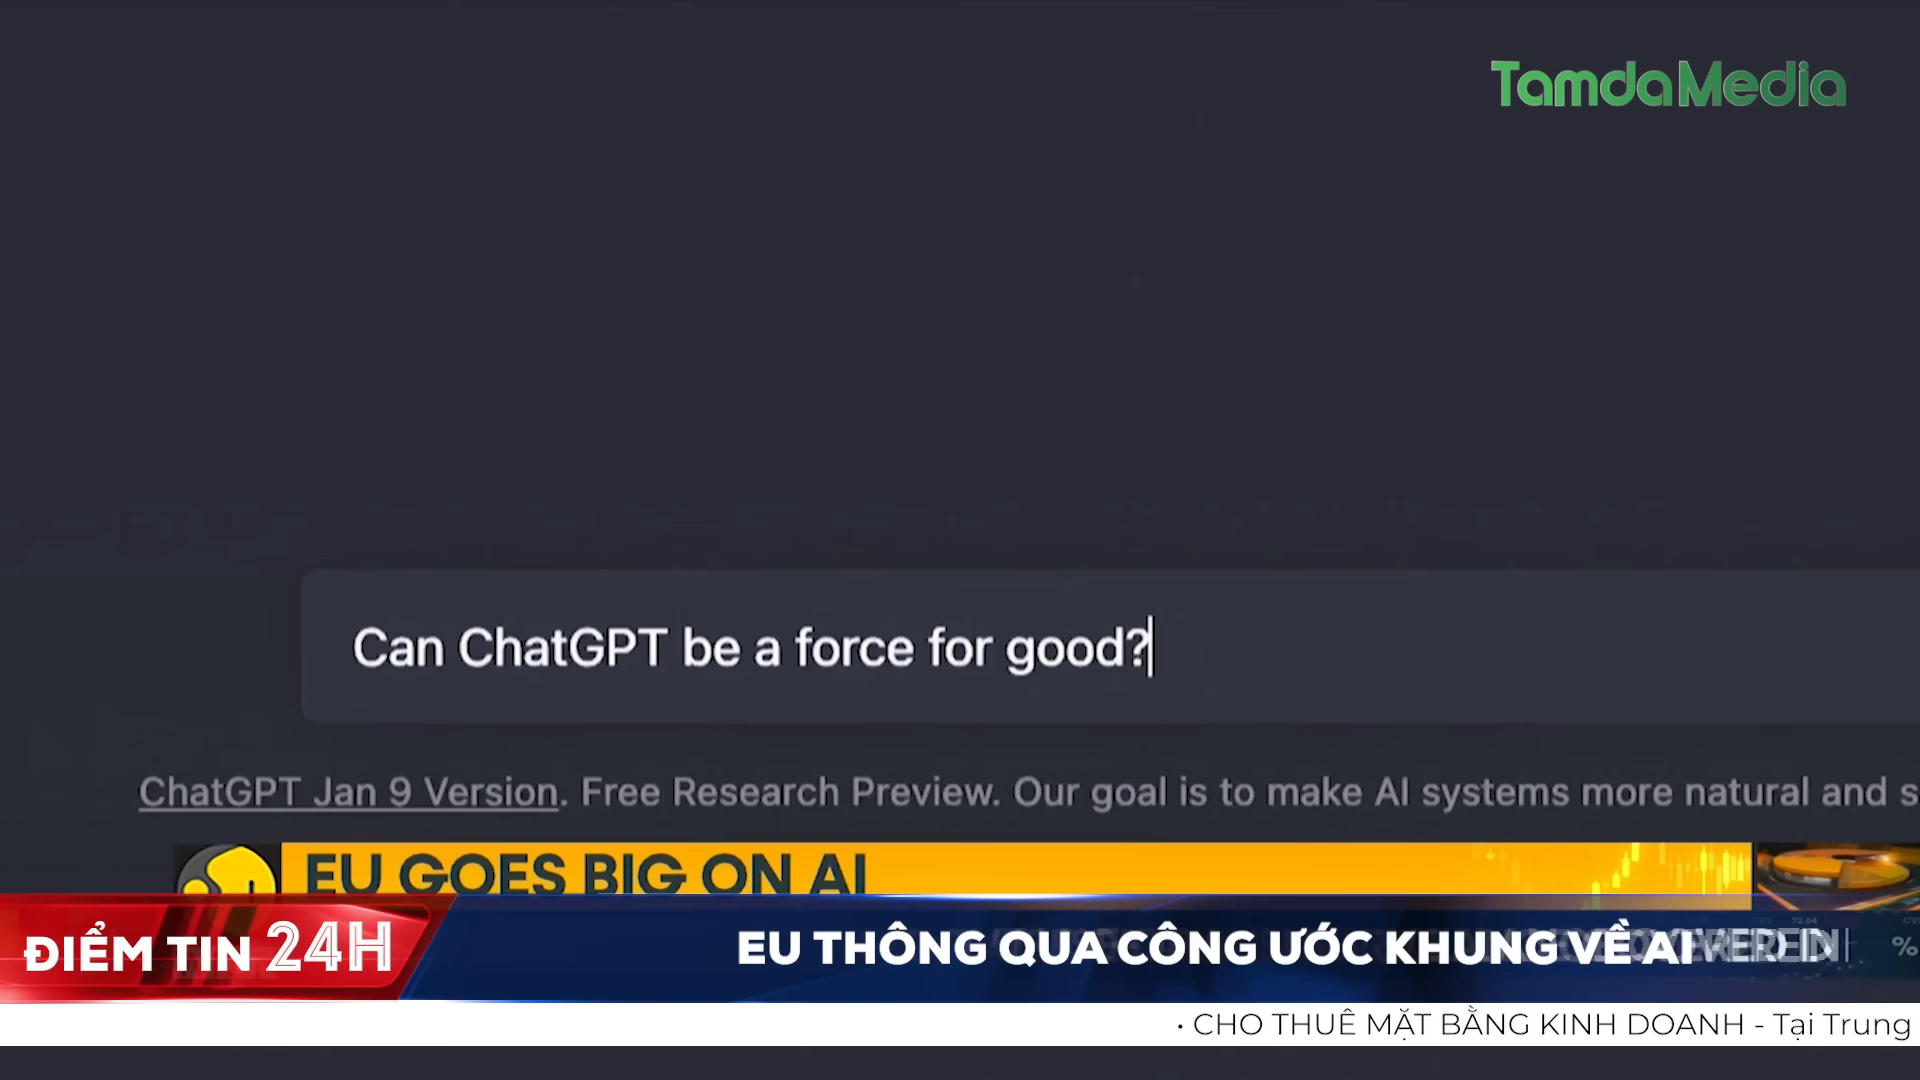 TamdaMedia
Can ChatGPT be a force for good?
ChatGPT Jan 9 Version. Free Research Preview. Our goal is to make AI systems more natural and s
EU GOES BIG ON AI
ĐIỂM TIN 24H
EU THÔNG QUA CÔNG ƯỚC KHUNG VỀ AI
• CHO THUÊ MẶT BẰNG KINH DOANH - Tại Trung